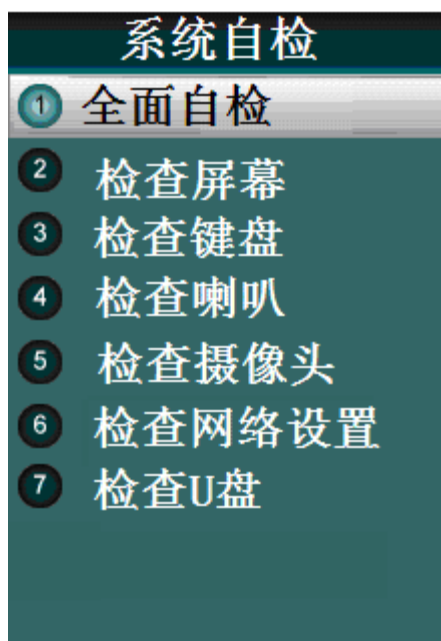 系统自检
1 全面自检
2 检查屏幕
3 检查键盘
4 检查喇叭
5 检查摄像头
6 检查网络设置
7 检查U盘